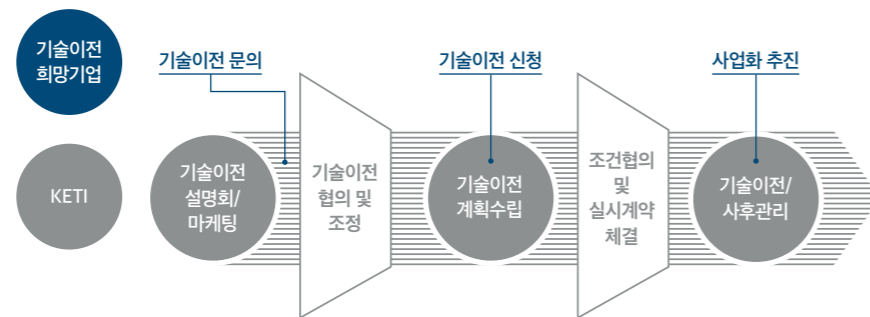 기술이전
희망기업
KETI
기술이전 문의
기술이전 신청
사업화 추진
기술이전
설명회/
마케팅
기술이전
협의 및
조정
기술이전
계획수립
조건협의
및
실시계약
체결
기술이전/
사후관리